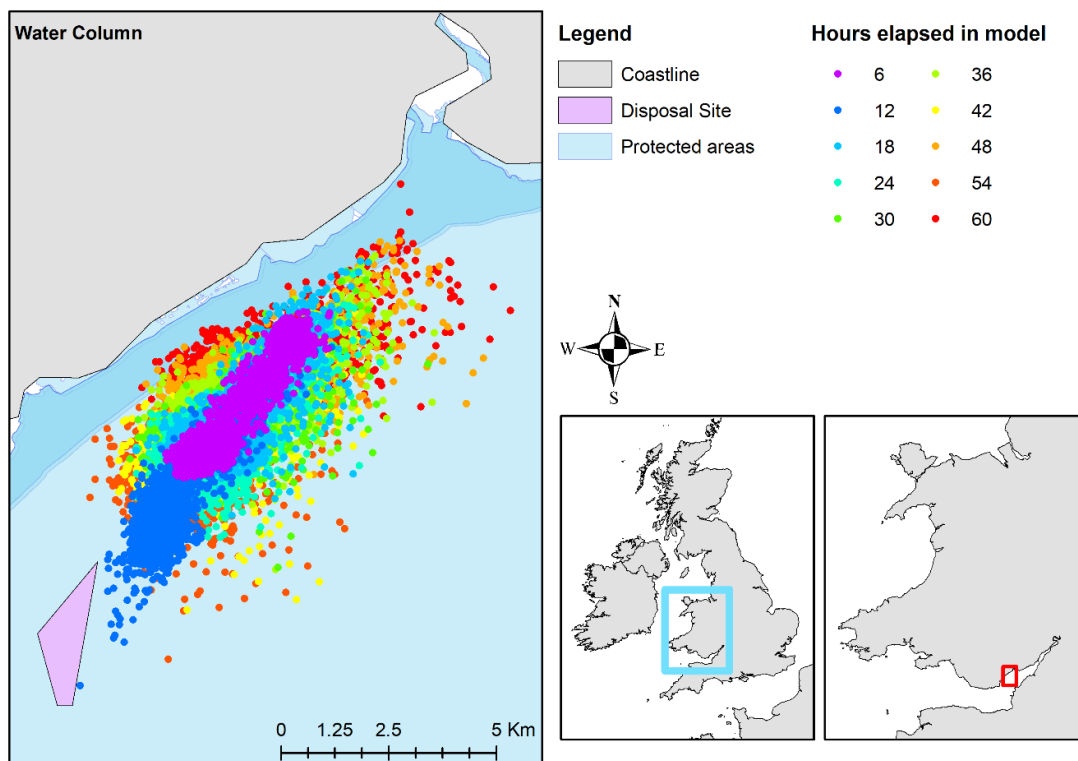 Water Column
Legend
Coastline
Disposal Site
Protected areas
Hours elapsed in model
6
12
18
24
30
36
42
48
54
60
N
W E
S
0 1.25 2.5 5 Km